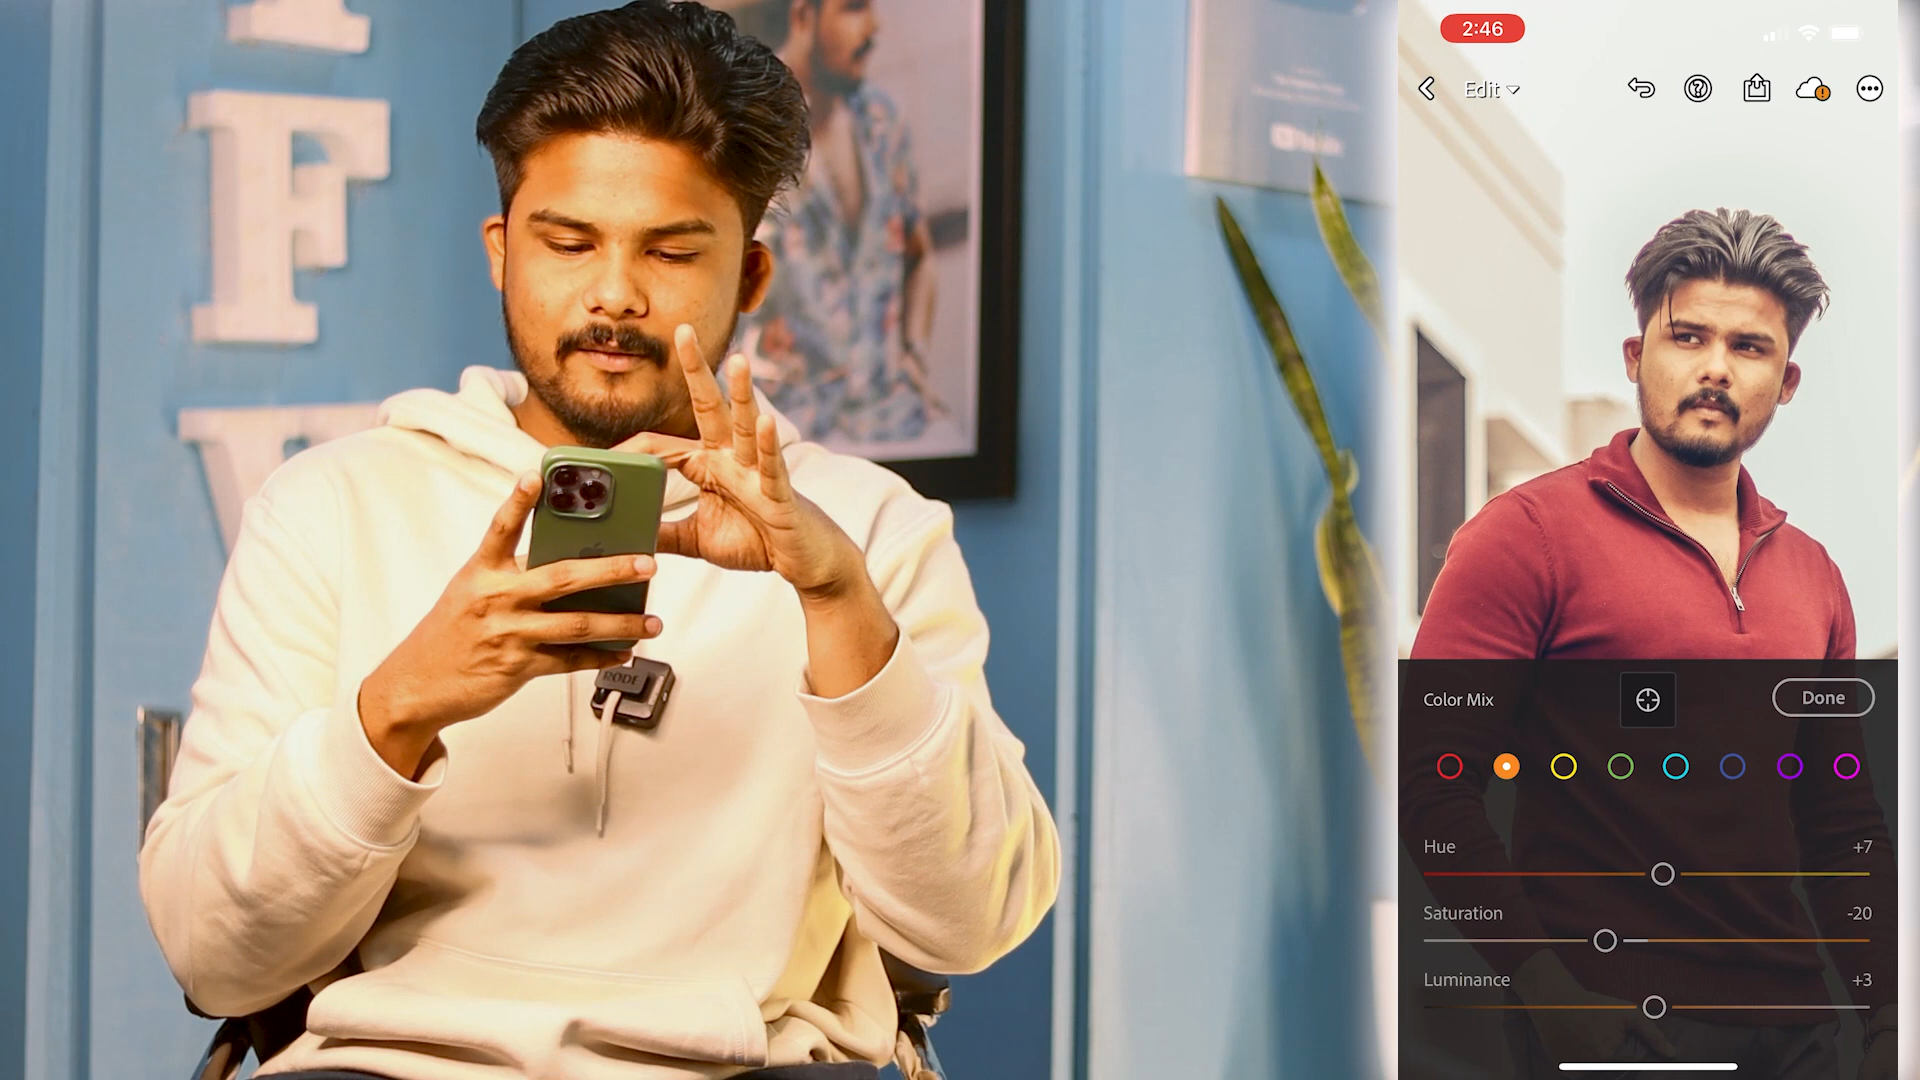 F
RODE
2:46
Edit
Color Mix
Done
Hue
+7
Saturation
-20
Luminance
+3